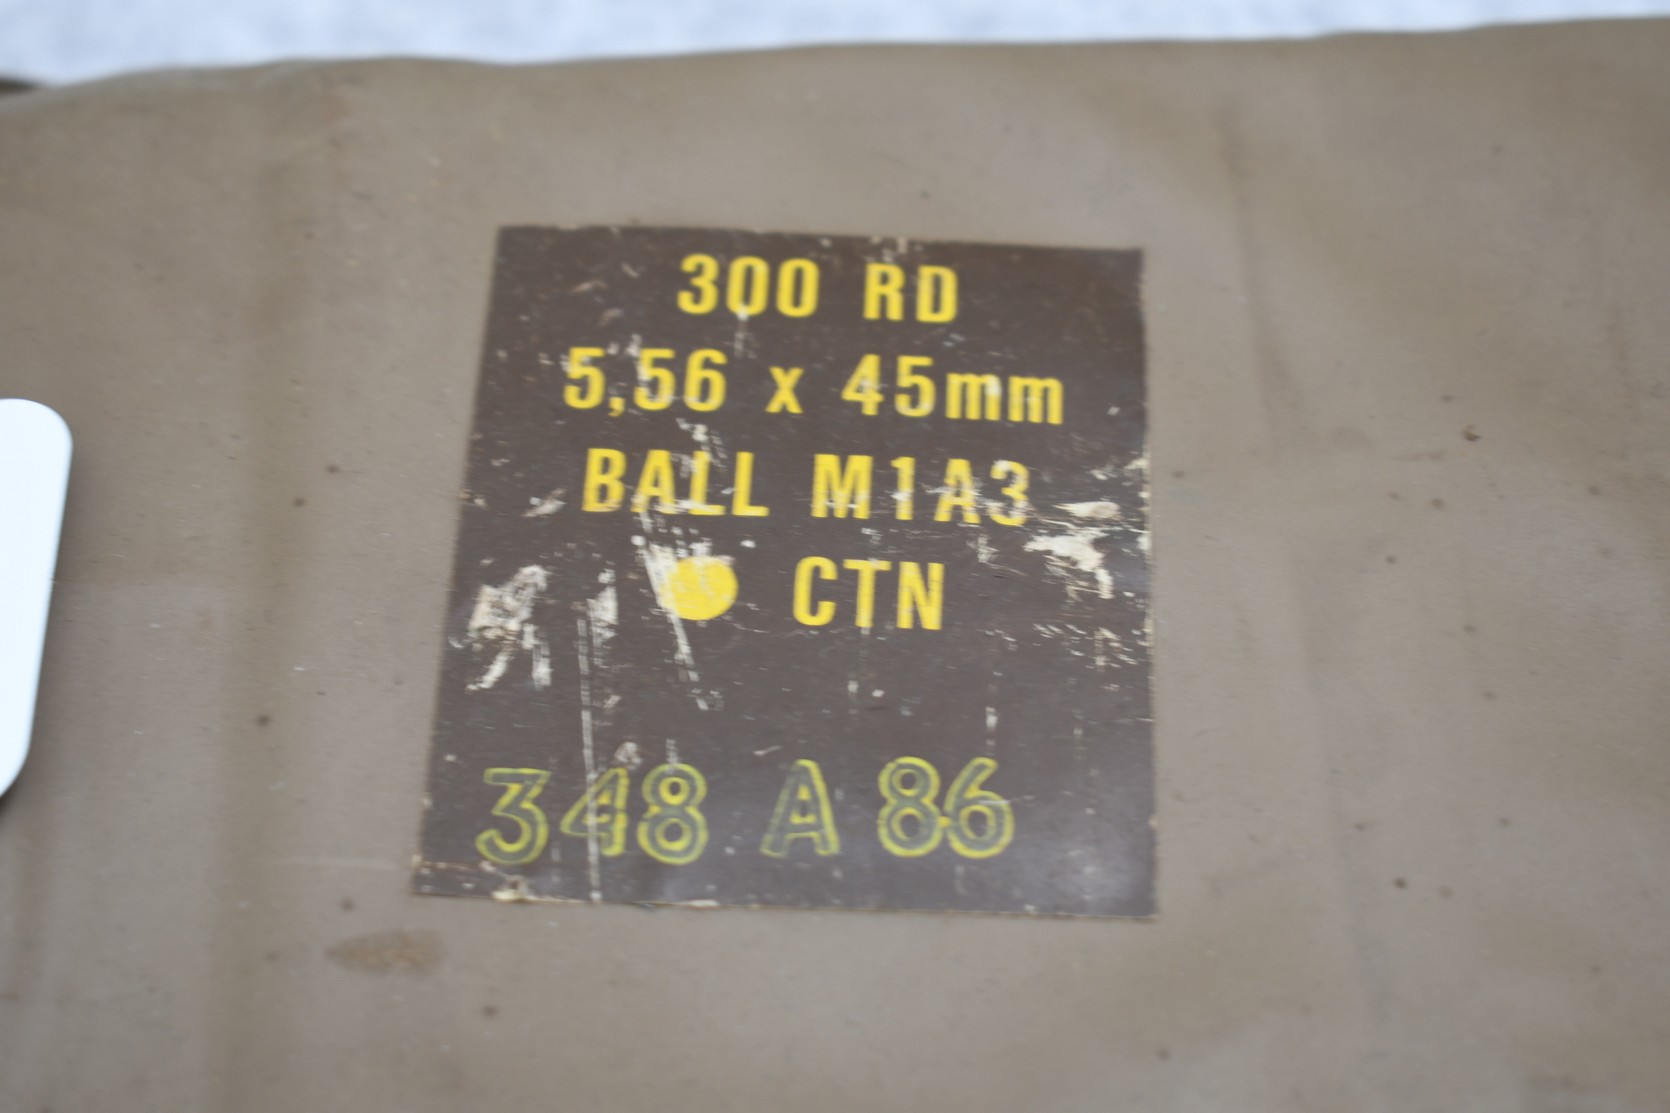 300 RD
5,56 x 45mm
BALL M1A3
CTN
348 A 86